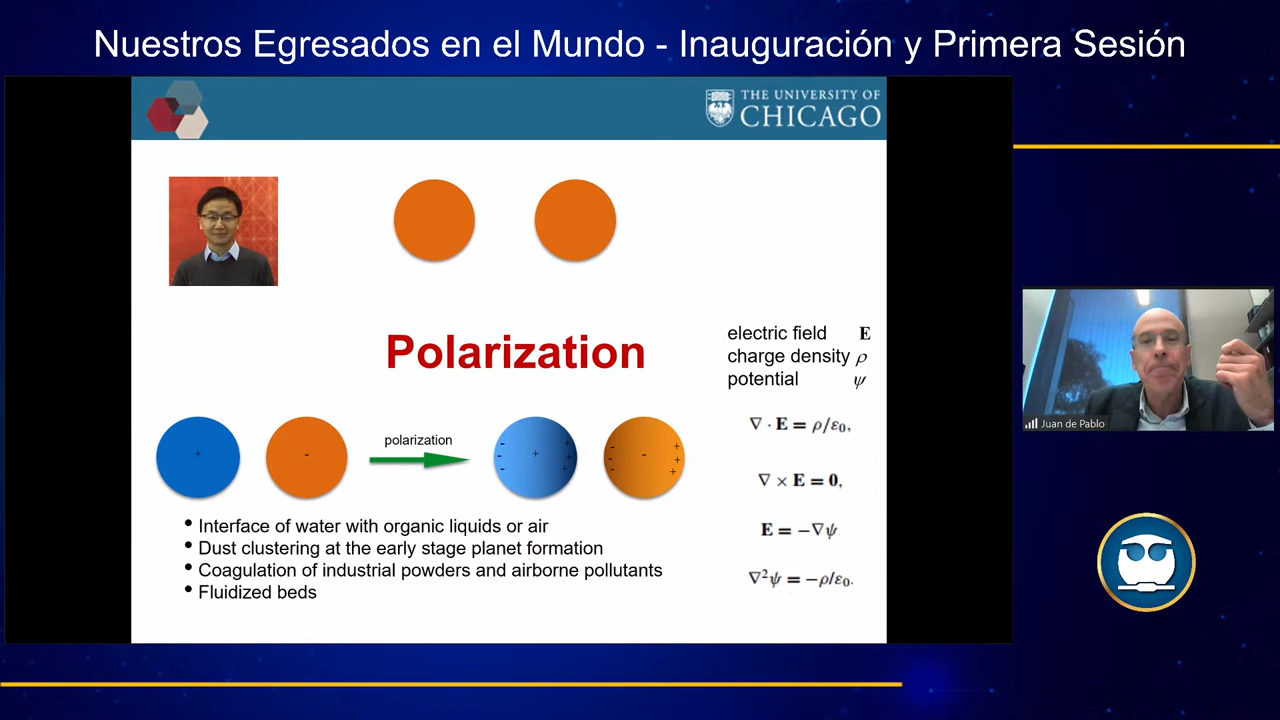 Nuestros Egresados en el Mundo - Inauguración y Primera Sesión
THE UNIVERSITY OF
CHICAGO
Polarization
electric field E
charge density ρ
potential ψ
∇ · E = ρ/ε₀,
∇ × E = 0,
E = −∇ψ
∇²ψ = −ρ/ε₀.
+
-
polarization
- + +
- + +
- +
- +
- - +
- +
• Interface of water with organic liquids or air
• Dust clustering at the early stage planet formation
• Coagulation of industrial powders and airborne pollutants
• Fluidized beds
Juan de Pablo